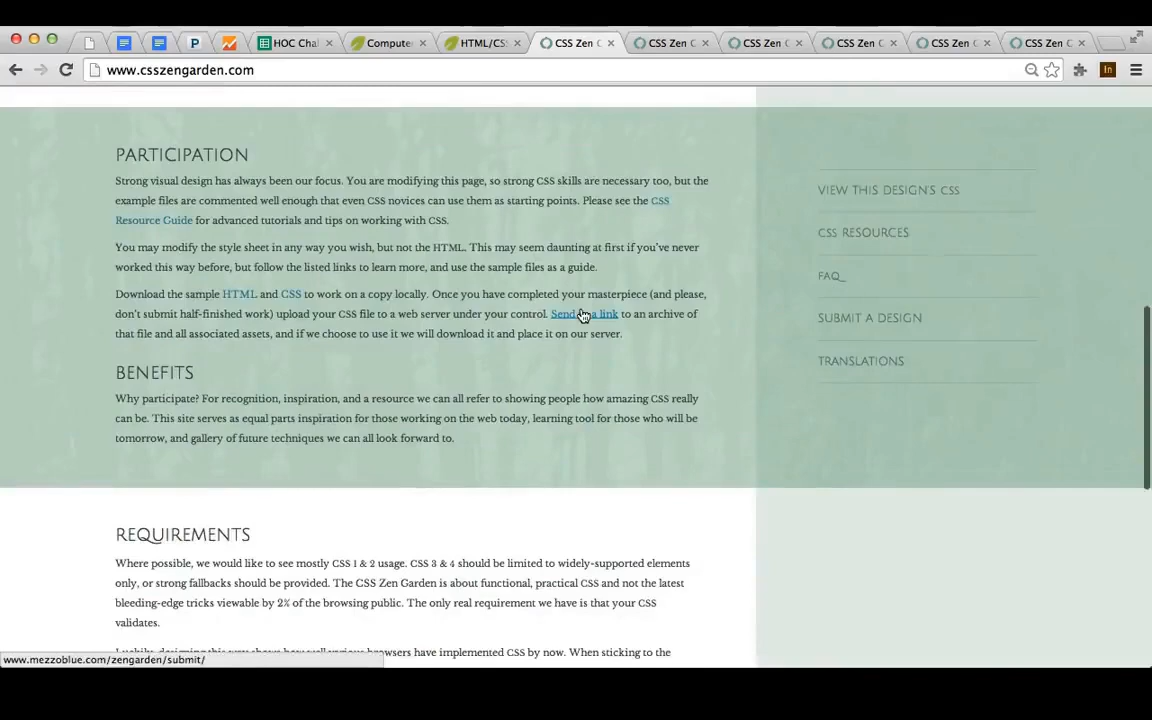 HOC Cha
Compute
HTML/CS
CSS Zen
CSS Zen
CSS Zen
CSS Zen
CSS Zen
CSS Zen
www.csszengarden.com
In
PARTICIPATION
Strong visual design has always been our focus. You are modifying this page, so strong CSS skills are necessary too, but the
example files are commented well enough that even CSS novices can use them as starting points. Please see the CSS
Resource Guide for advanced tutorials and tips on working with CSS.
You may modify the style sheet in any way you wish, but not the HTML. This may seem daunting at first if you've never
worked this way before, but follow the listed links to learn more, and use the sample files as a guide.
Download the sample HTML and CSS to work on a copy locally. Once you have completed your masterpiece (and please,
don't submit half-finished work) upload your CSS file to a web server under your control. Send a link to an archive of
that file and all associated assets, and if we choose to use it we will download it and place it on our server.
BENEFITS
Why participate? For recognition, inspiration, and a resource we can all refer to showing people how amazing CSS really
can be. This site serves as equal parts inspiration for those working on the web today, learning tool for those who will be
tomorrow, and gallery of future techniques we can all look forward to.
REQUIREMENTS
Where possible, we would like to see mostly CSS 1 & 2 usage. CSS 3 & 4 should be limited to widely-supported elements
only, or strong fallbacks should be provided. The CSS Zen Garden is about functional, practical CSS and not the latest
bleeding-edge tricks viewable by 2% of the browsing public. The only real requirement we have is that your CSS
validates.
have implemented CSS by now. When sticking to the
VIEW THIS DESIGN'S CSS
CSS RESOURCES
FAQ
SUBMIT A DESIGN
TRANSLATIONS
www.mezzoblue.com/zengarden/submit/